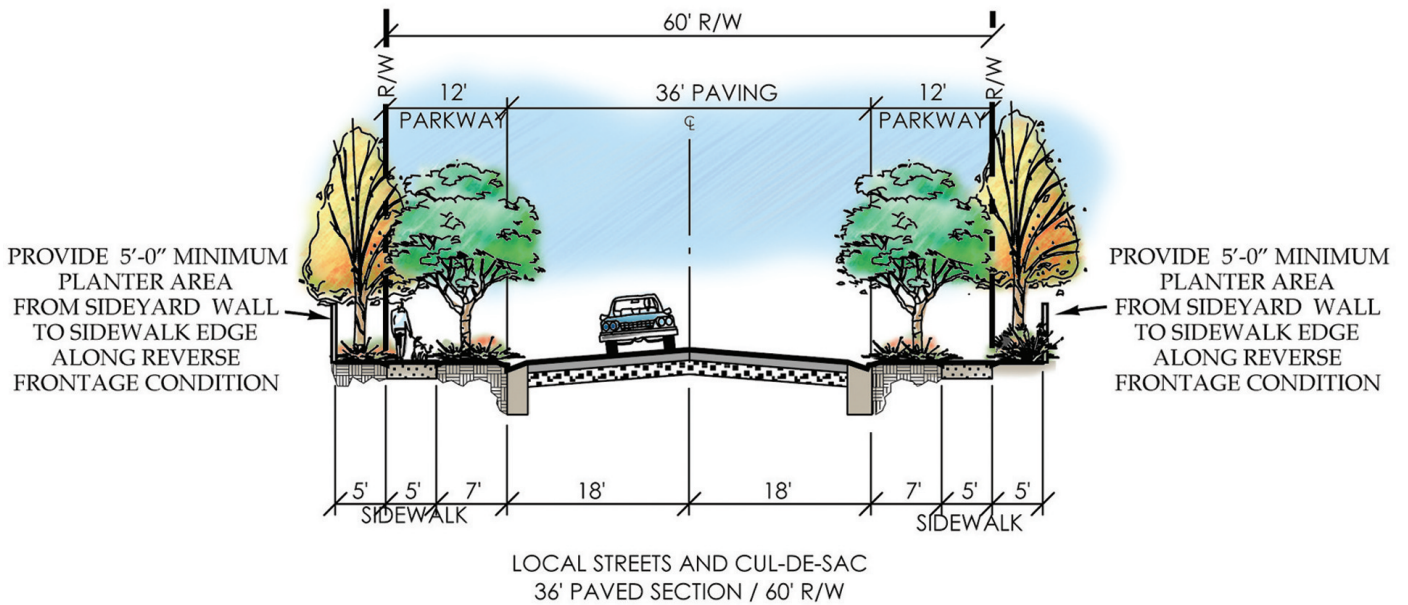 60' R/W
R/W
R/W
12'
36' PAVING
12'
PARKWAY
℄
PARKWAY
PROVIDE 5'-0" MINIMUM
PLANTER AREA
FROM SIDEYARD WALL
TO SIDEWALK EDGE
ALONG REVERSE
FRONTAGE CONDITION
PROVIDE 5'-0" MINIMUM
PLANTER AREA
FROM SIDEYARD WALL
TO SIDEWALK EDGE
ALONG REVERSE
FRONTAGE CONDITION
5' 5' 7' 18' 18' 7' 5' 5'
SIDEWALK
SIDEWALK
LOCAL STREETS AND CUL-DE-SAC
36' PAVED SECTION / 60' R/W